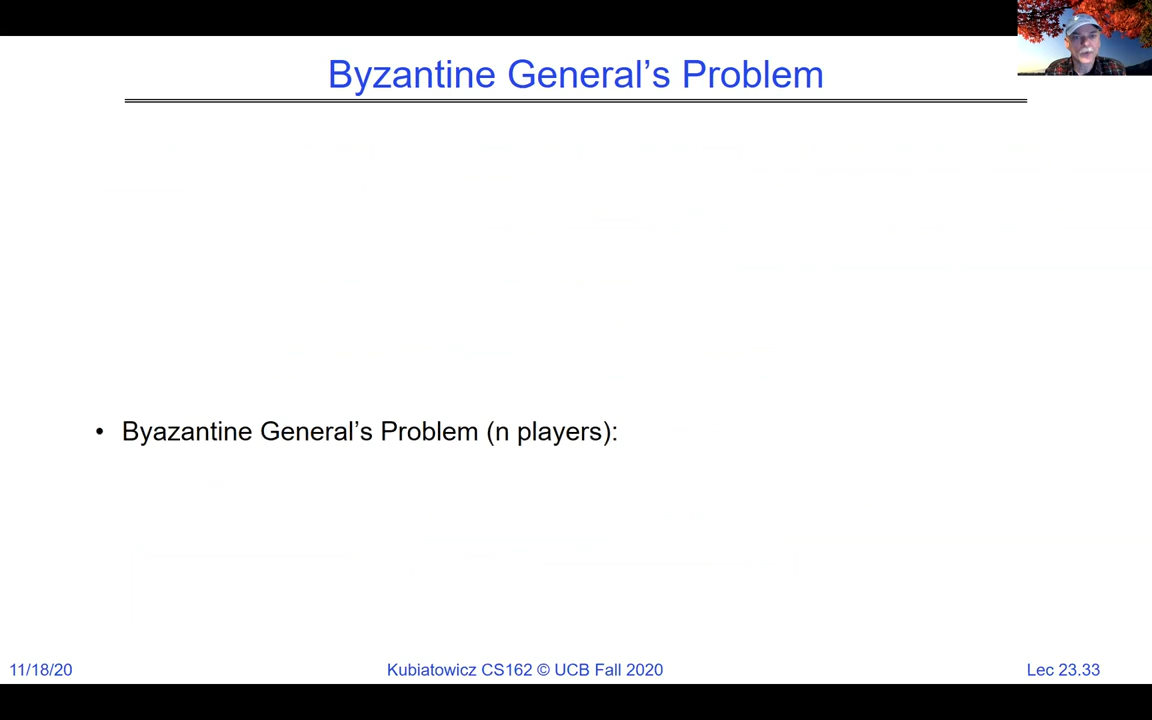 Byzantine General’s Problem
• Byazantine General’s Problem (n players):
11/18/20
Kubiatowicz CS162 © UCB Fall 2020
Lec 23.33